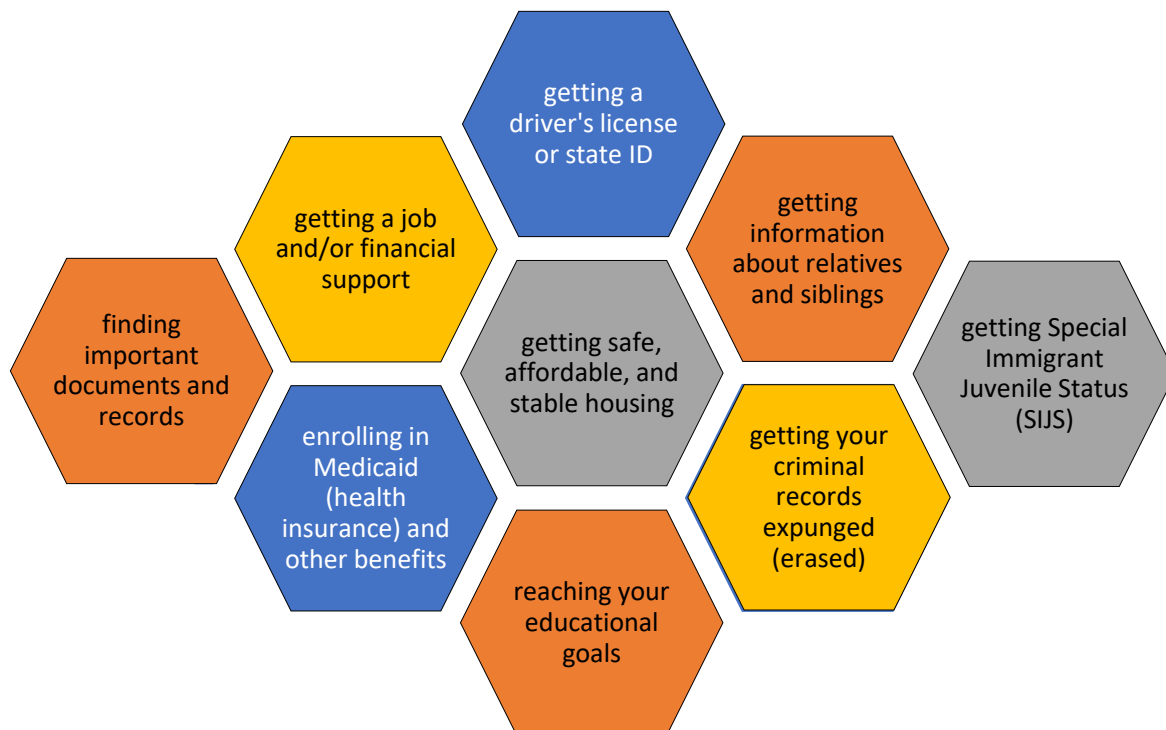 getting a
driver's license
or state ID
getting a job
and/or financial
support
getting
information
about relatives
and siblings
finding
important
documents and
records
getting safe,
affordable, and
stable housing
getting Special
Immigrant
Juvenile Status
(SIJS)
enrolling in
Medicaid
(health
insurance) and
other benefits
getting your
criminal
records
expunged
(erased)
reaching your
educational
goals